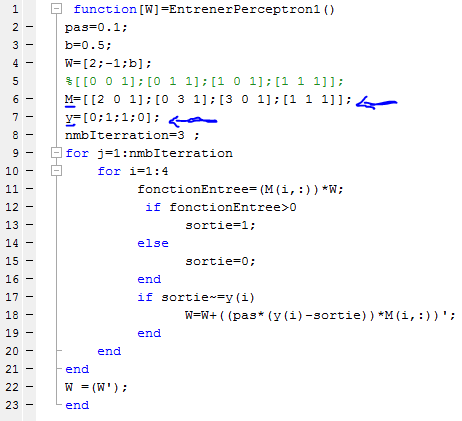 1 function[W]=EntrenerPerceptron1()
2 pas=0.1;
3 b=0.5;
4 W=[2;-1;b];
5 %[[0 0 1];[0 1 1];[1 0 1];[1 1 1]];
6 M=[[2 0 1];[0 3 1];[3 0 1];[1 1 1]];
7 y=[0;1;1;0];
8 nmbIteration=3 ;
9 for j=1:nmbIterration
10 for i=1:4
11 fonctionEntree=(M(i,:))*W;
12 if fonctionEntree>0
13 sortie=1;
14 else
15 sortie=0;
16 end
17 if sortie~=y(i)
18 W=W+((pas*(y(i)-sortie))*M(i,:))';
19 end
20 end
21 end
22 W =(W');
23 end